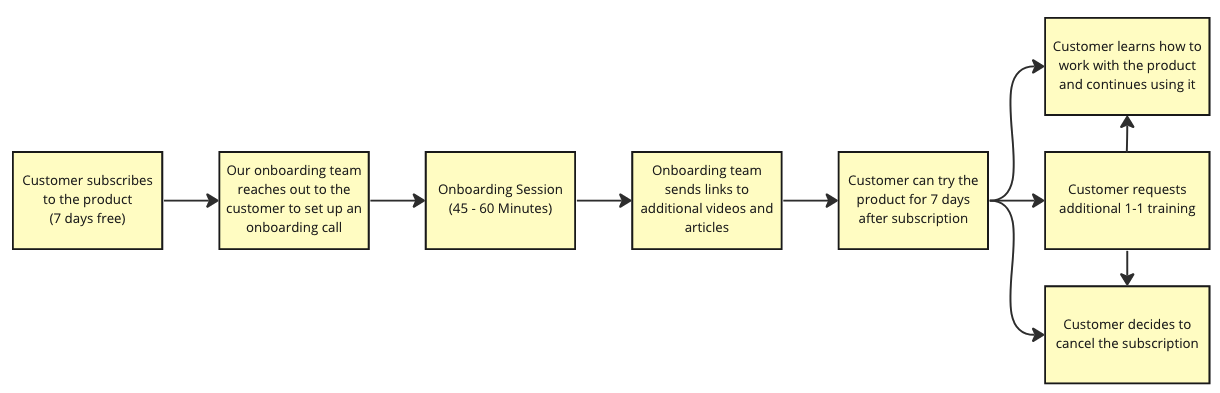 Customer subscribes
to the product
(7 days free)
Our onboarding team
reaches out to the
customer to set up an
onboarding call
Onboarding Session
(45 - 60 Minutes)
Onboarding team
sends links to
additional videos and
articles
Customer can try the
product for 7 days
after subscription
Customer learns how to
work with the product
and continues using it
Customer requests
additional 1-1 training
Customer decides to
cancel the subscription